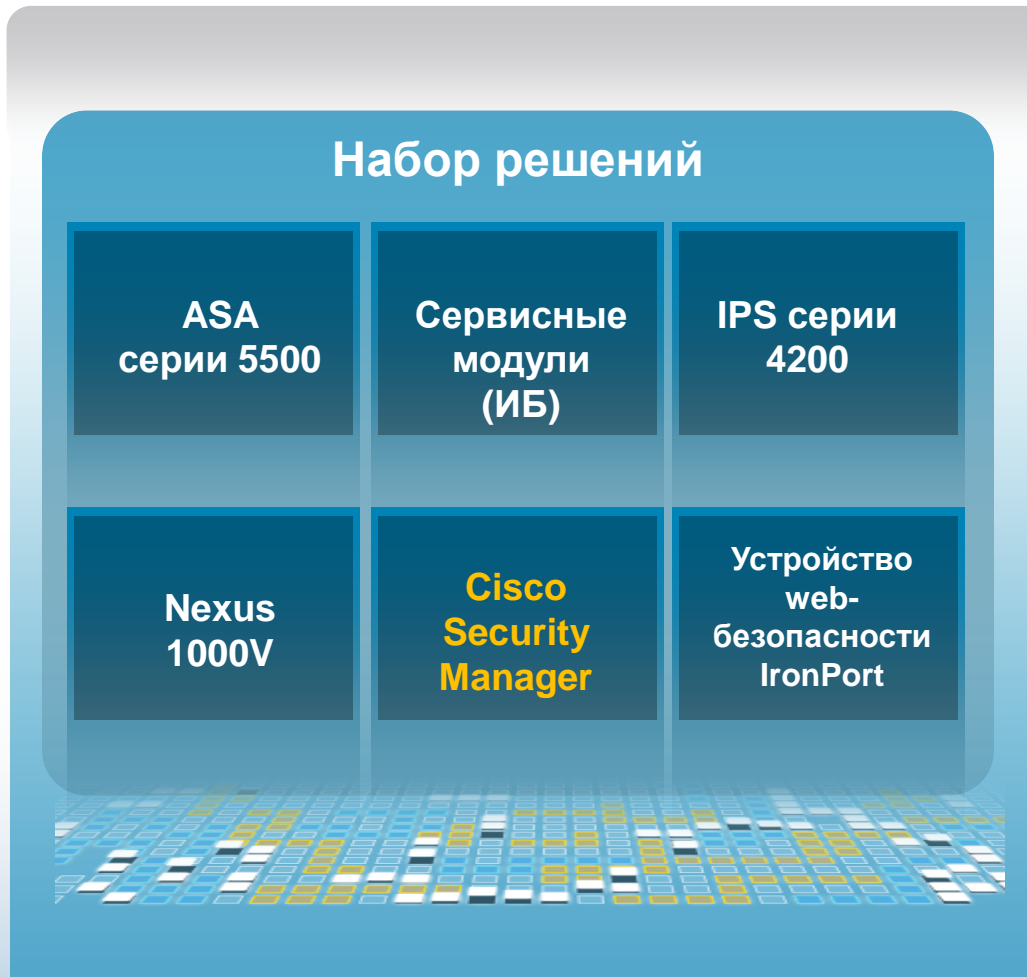 Набор решений
ASA
серии 5500
Сервисные
модули
(ИБ)
IPS серии
4200
Nexus
1000V
Cisco
Security
Manager
Устройство
web-
безопасности
IronPort